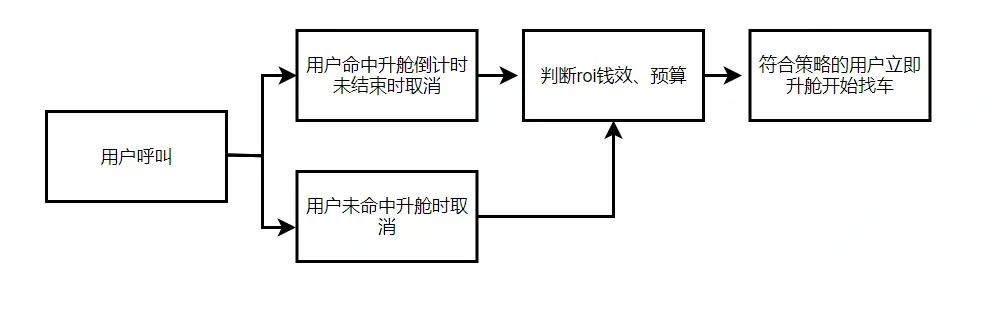 用户命中升舱倒计时
未结束时取消
判断roi钱效、预算
符合策略的用户立即
升舱开始找车
用户呼叫
用户未命中升舱时取
消